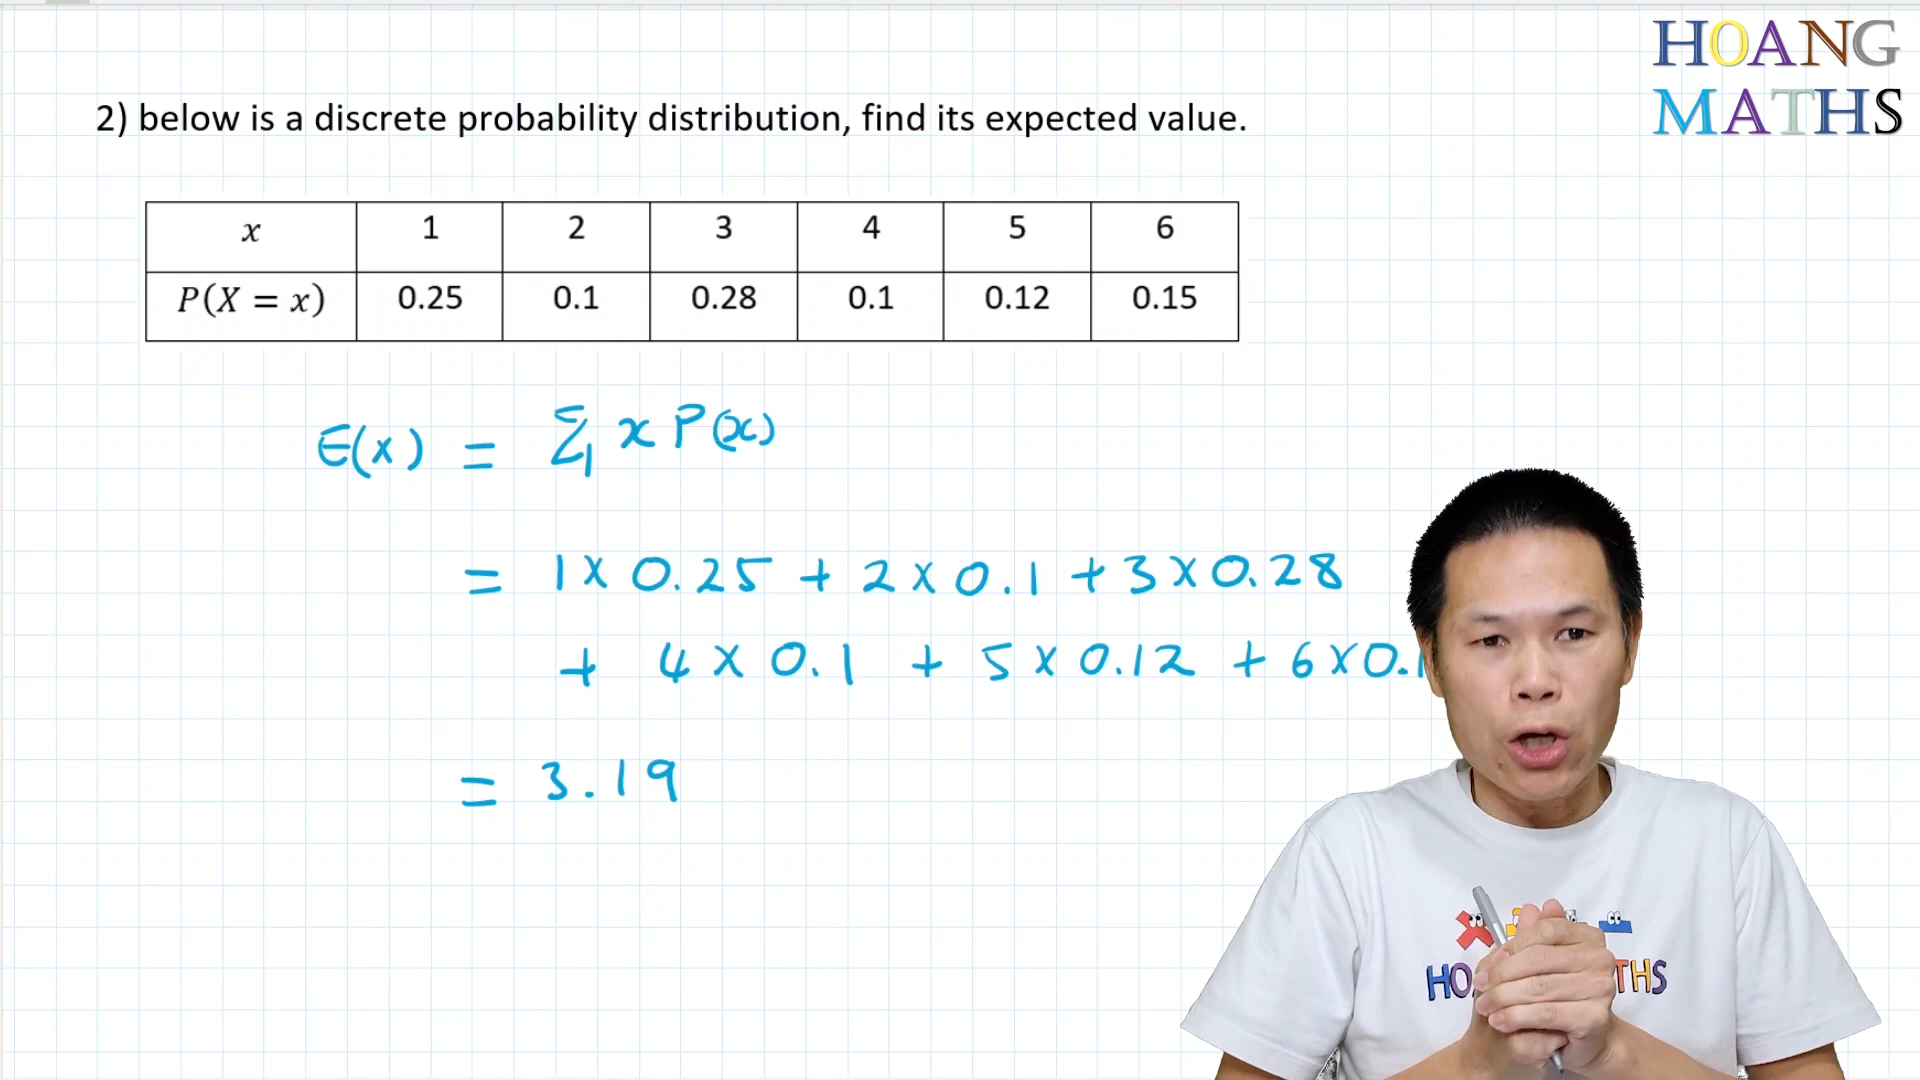 HOANG
MATHS
2) below is a discrete probability distribution, find its expected value.
x 1 2 3 4 5 6
P(X = x) 0.25 0.1 0.28 0.1 0.12 0.15
E(x) = Σ x P(x)
= 1 × 0.25 + 2 × 0.1 + 3 × 0.28
+ 4 × 0.1 + 5 × 0.12 + 6 × 0.1
= 3.19
HO THS